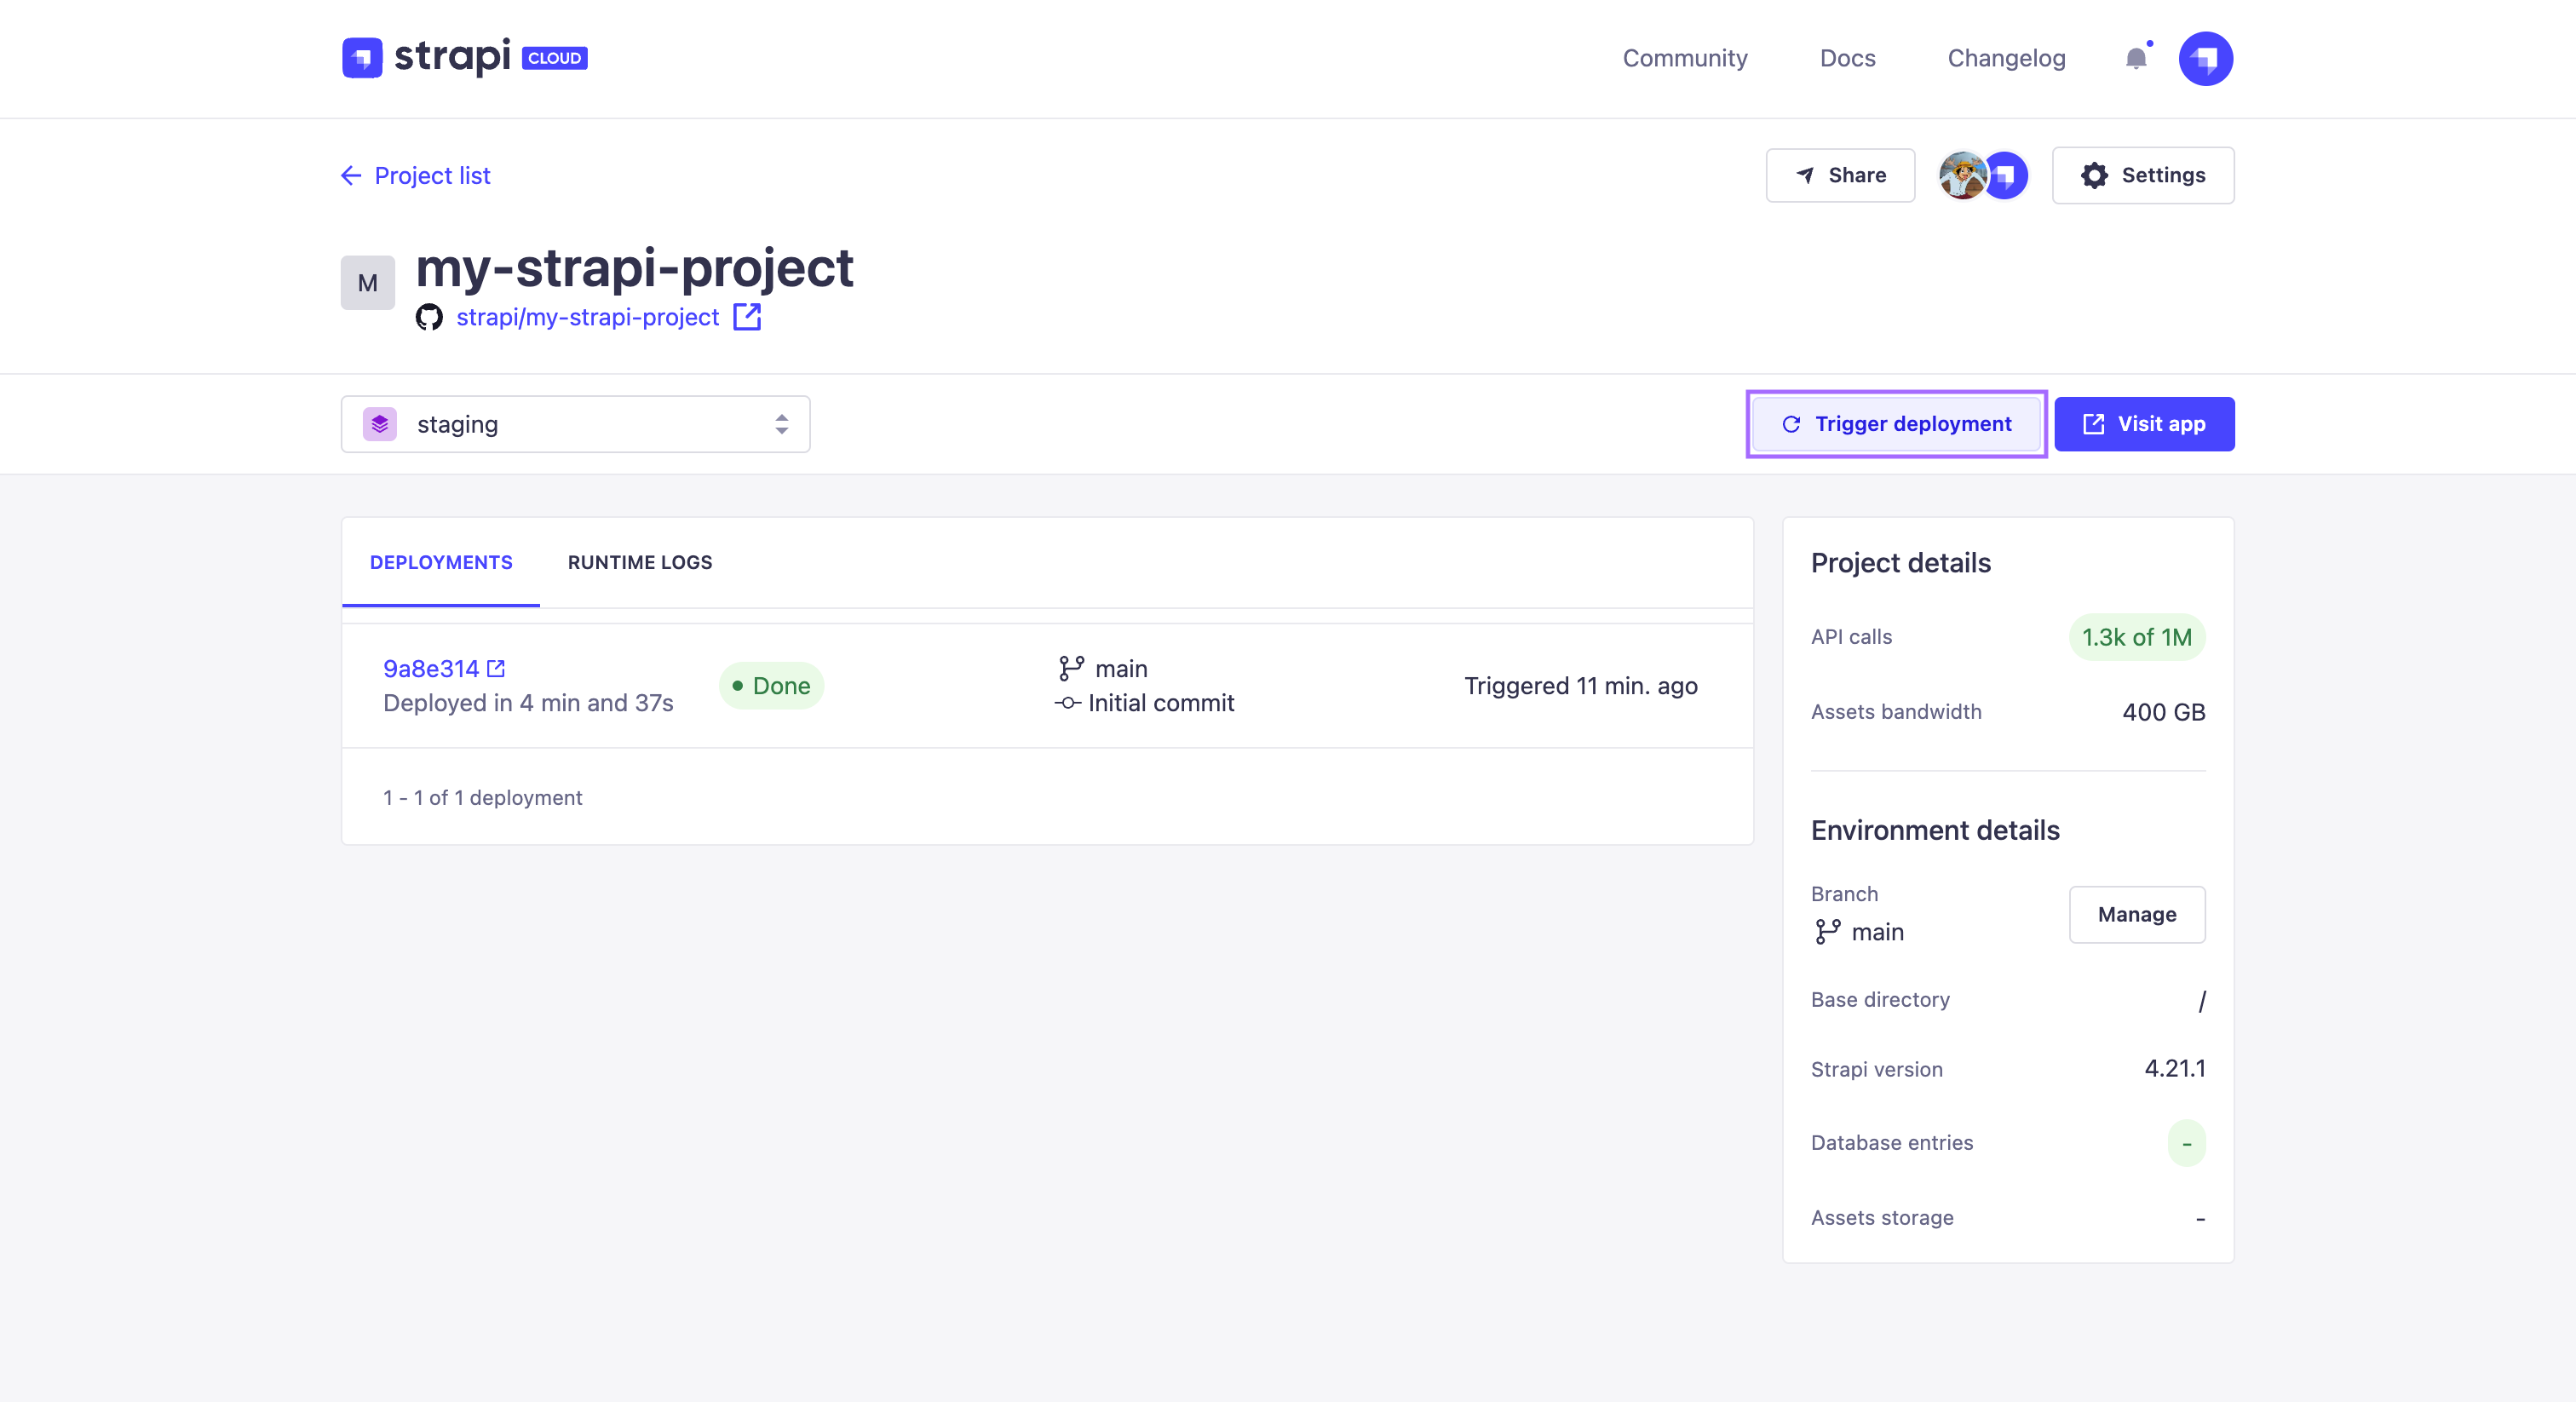 strapi CLOUD
Community Docs Changelog
Project list
Share Settings
M
my-strapi-project
strapi/my-strapi-project
staging
Trigger deployment Visit app
DEPLOYMENTS RUNTIME LOGS
9a8e314
Deployed in 4 min and 37s
Done
main
Initial commit
Triggered 11 min. ago
1 - 1 of 1 deployment
Project details
API calls 1.3k of 1M
Assets bandwidth 400 GB
Environment details
Branch
main
Manage
Base directory /
Strapi version 4.21.1
Database entries -
Assets storage -